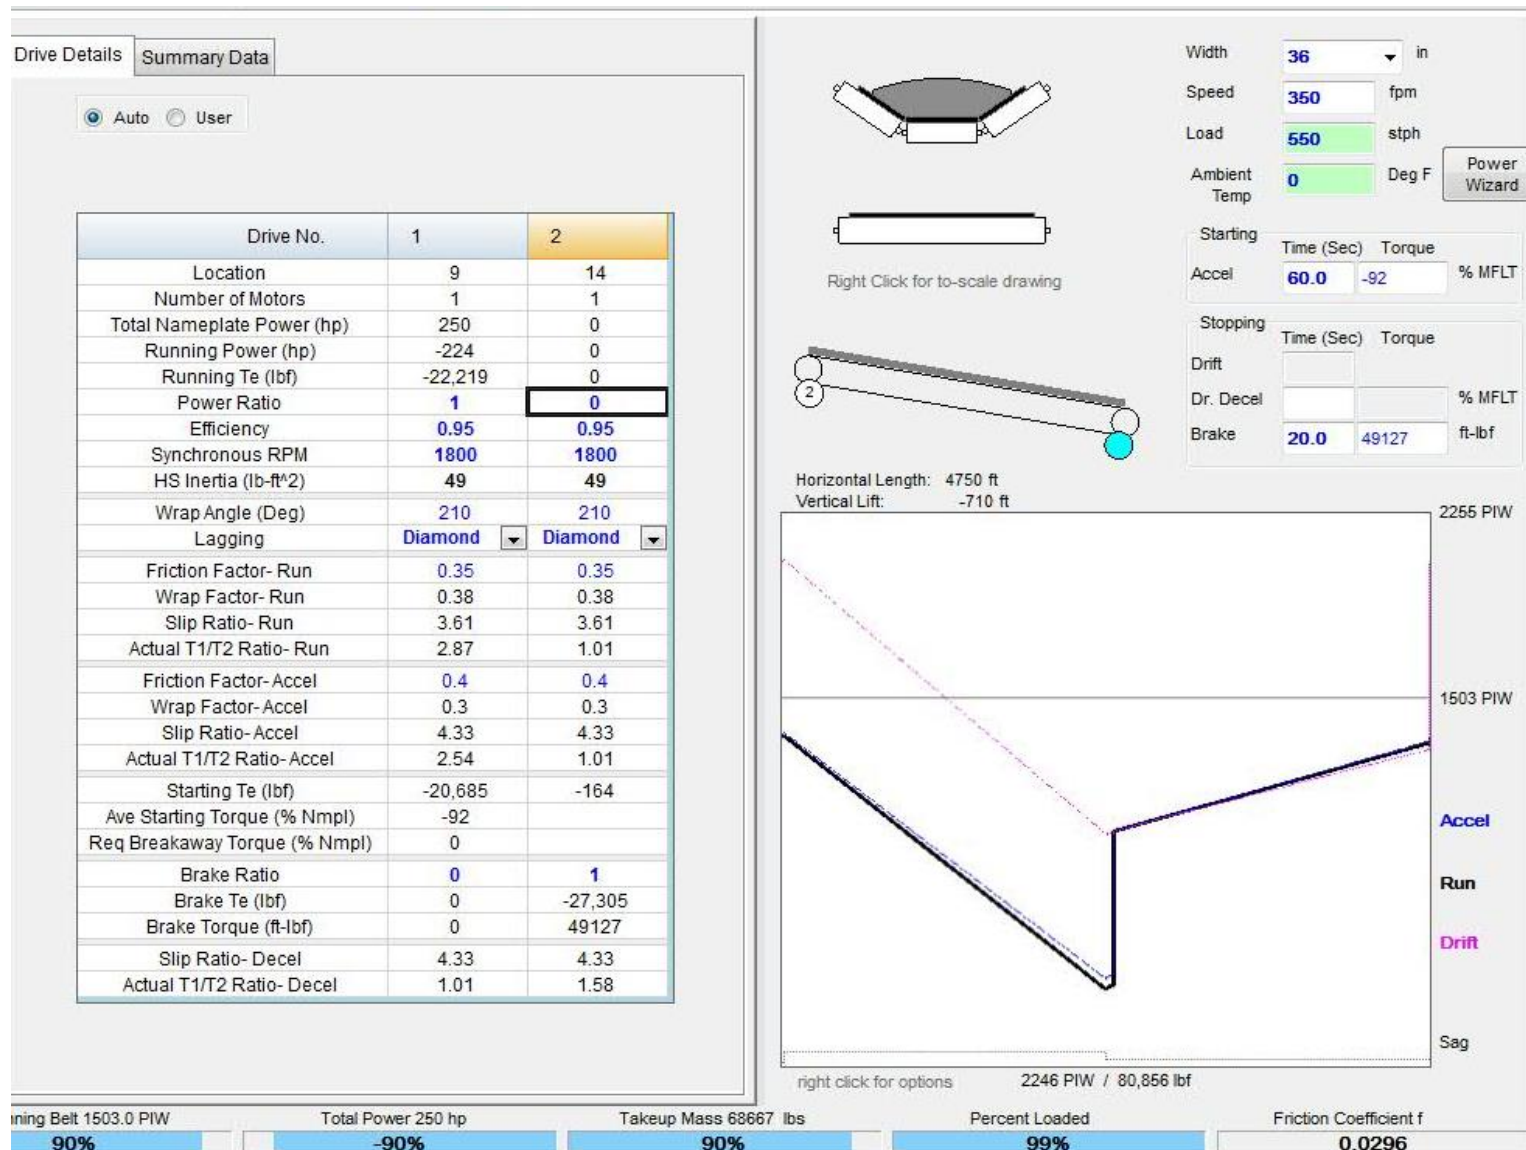 Drive Details Summary Data
Auto User
Drive No. 1 2
Location 9 14
Number of Motors 1 1
Total Nameplate Power (hp) 250 0
Running Power (hp) -224 0
Running Te (lbf) -22,219 0
Power Ratio 1 0
Efficiency 0.95 0.95
Synchronous RPM 1800 1800
HS Inertia (lb-ft^2) 49 49
Wrap Angle (Deg) 210 210
Lagging Diamond Diamond
Friction Factor- Run 0.35 0.35
Wrap Factor- Run 0.38 0.38
Slip Ratio- Run 3.61 3.61
Actual T1/T2 Ratio- Run 2.87 1.01
Friction Factor- Accel 0.4 0.4
Wrap Factor- Accel 0.3 0.3
Slip Ratio- Accel 4.33 4.33
Actual T1/T2 Ratio- Accel 2.54 1.01
Starting Te (lbf) -20,685 -164
Ave Starting Torque (% Nmpl) -92
Req Breakaway Torque (% Nmpl) 0
Brake Ratio 0 1
Brake Te (lbf) 0 -27,305
Brake Torque (ft-lbf) 0 49127
Slip Ratio- Decel 4.33 4.33
Actual T1/T2 Ratio- Decel 1.01 1.58
Right Click for to-scale drawing
2
Width 36 in
Speed 350 fpm
Load 550 stph
Ambient Temp 0 Deg F
Power
Wizard
Starting
Time (Sec) Torque
Accel 60.0 -92 % MFLT
Stopping
Time (Sec) Torque
Drift
Dr. Decel % MFLT
Brake 20.0 49127 ft-lbf
Horizontal Length: 4750 ft
Vertical Lift: -710 ft
2255 PIW
1503 PIW
Accel
Run
Drift
Sag
right click for options 2246 PIW / 80,856 lbf
nning Belt 1503.0 PIW Total Power 250 hp Takeup Mass 68667 lbs Percent Loaded Friction Coefficient f
90% -90% 90% 99% 0.0296